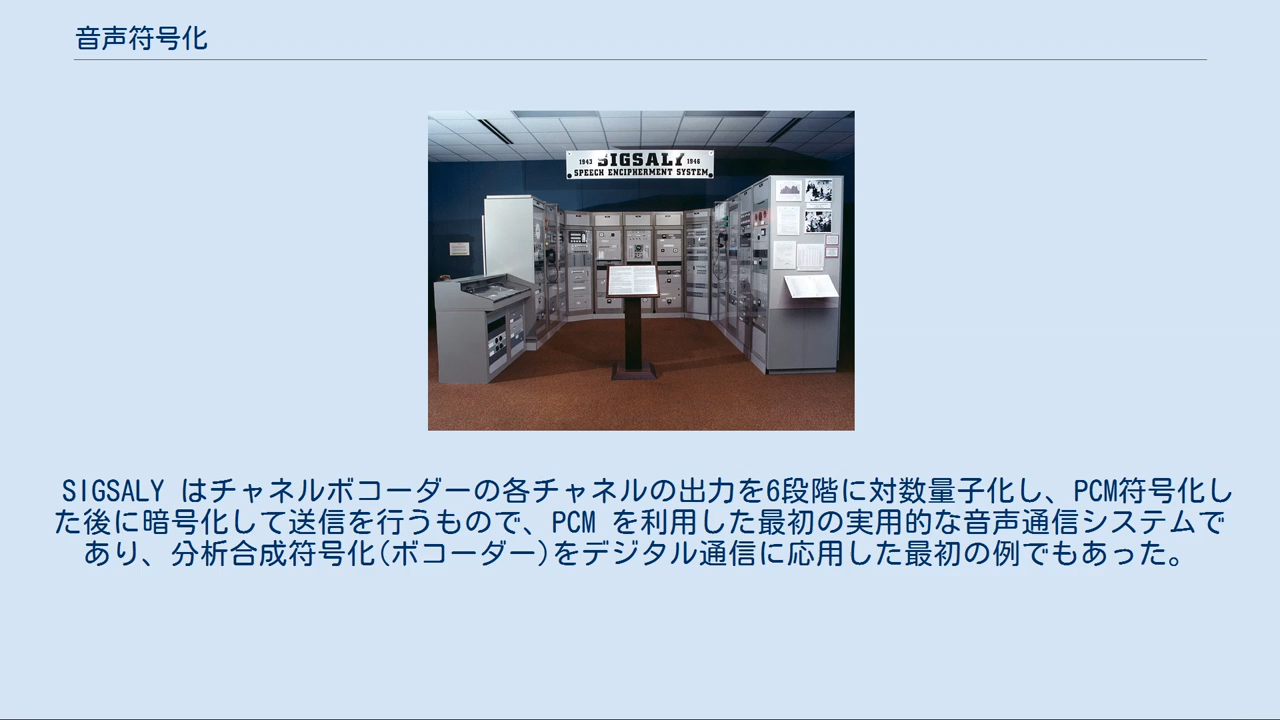 音声符号化
1943 SIGSALY 1946
SPEECH ENCIPHERMENT SYSTEM
SIGSALY はチャネルボコーダーの各チャネルの出力を6段階に対数量子化し、PCM符号化し
た後に暗号化して送信を行うもので、PCM を利用した最初の実用的な音声通信システムで
あり、分析合成符号化(ボコーダー)をデジタル通信に応用した最初の例でもあった。